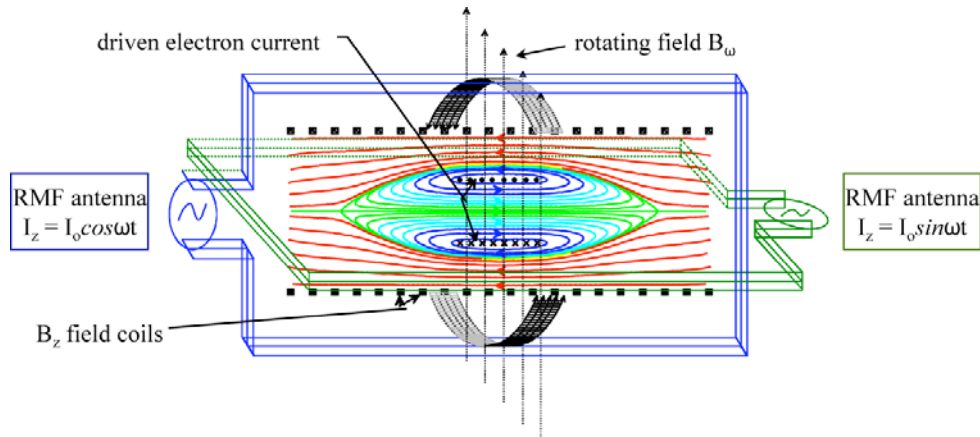 driven electron current
rotating field Bω
RMF antenna
Iz = Iocosωt
RMF antenna
Iz = Iosinωt
Bz field coils